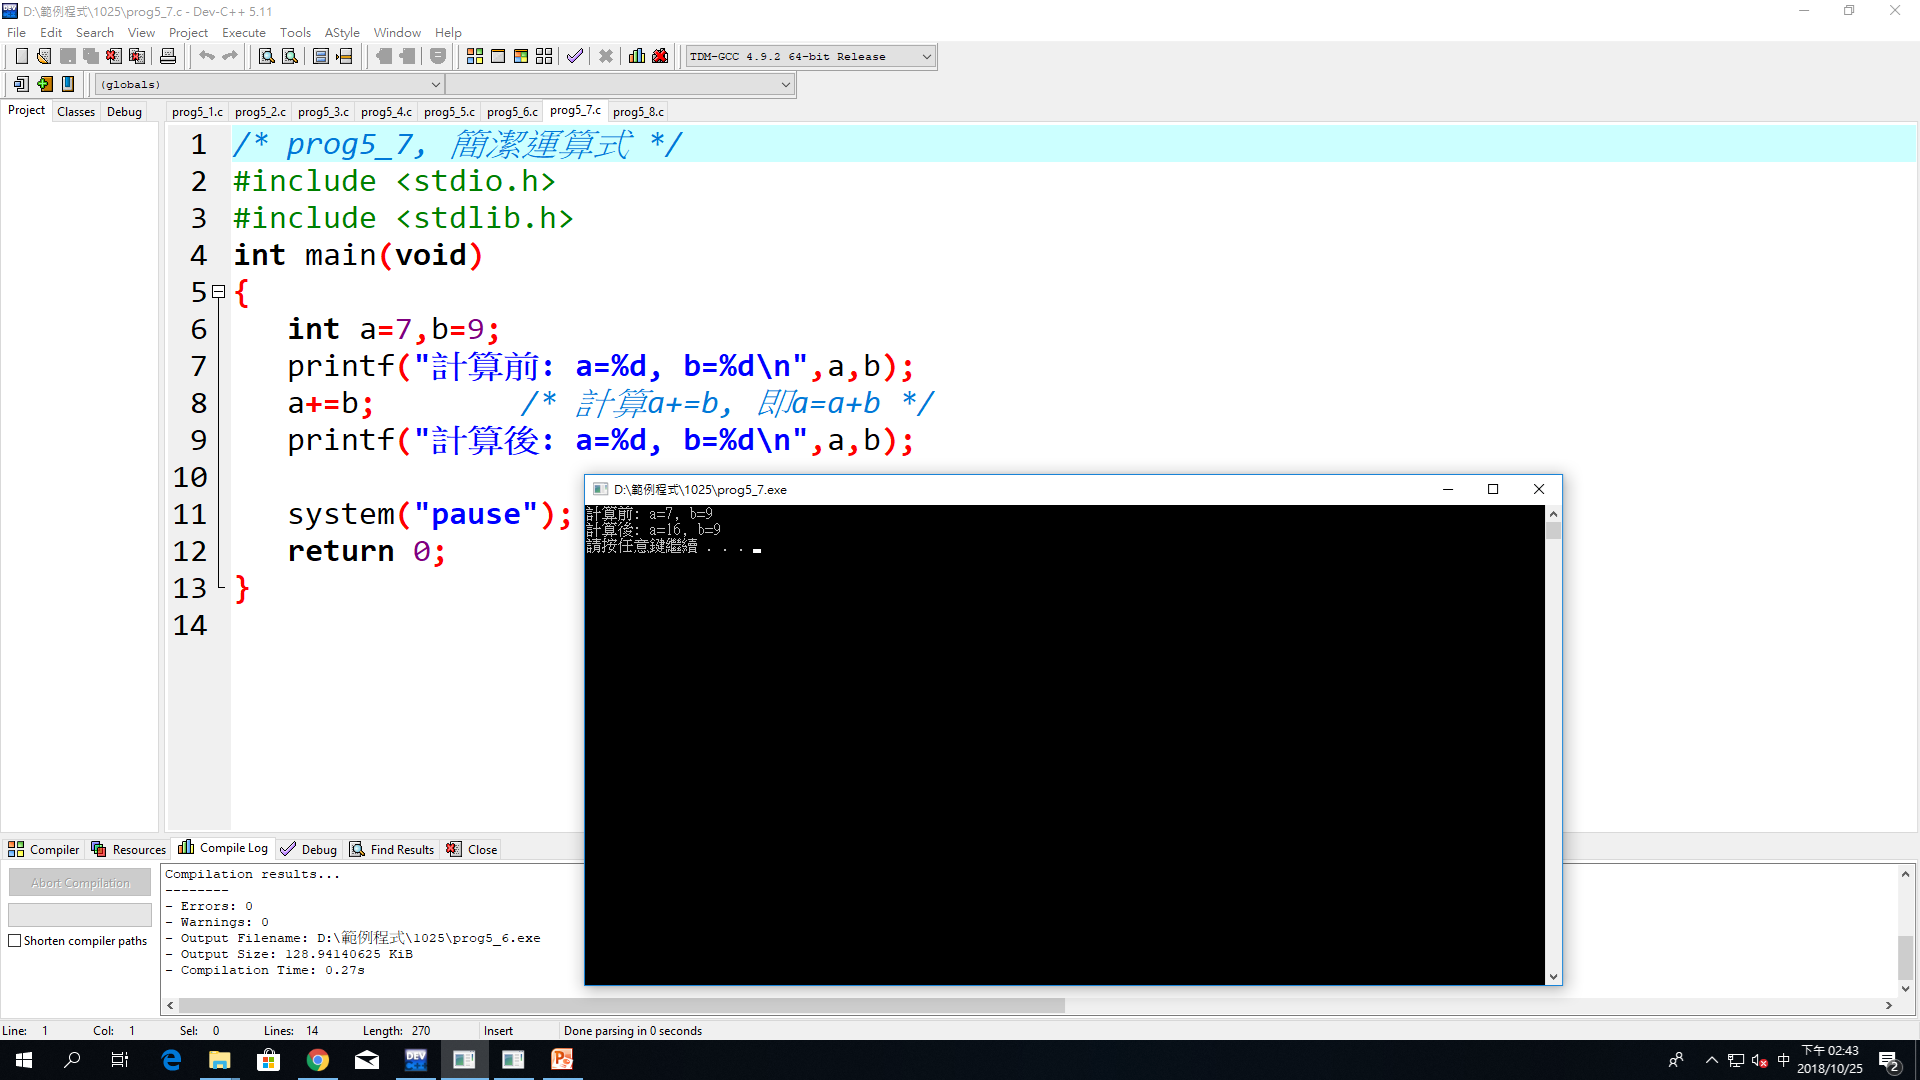 D:\範例程式\1025\prog5_7.c - Dev-C++ 5.11
File Edit Search View Project Execute Tools AStyle Window Help
TDM-GCC 4.9.2 64-bit Release
(globals)
Project Classes Debug prog5_1.c prog5_2.c prog5_3.c prog5_4.c prog5_5.c prog5_6.c prog5_7.c prog5_8.c
1 /* prog5_7, 簡潔運算式 */
2 #include <stdio.h>
3 #include <stdlib.h>
4 int main(void)
5 {
6 int a=7,b=9;
7 printf("計算前: a=%d, b=%d\n",a,b);
8 a+=b; /* 計算a+=b, 即a=a+b */
9 printf("計算後: a=%d, b=%d\n",a,b);
10
11 system("pause");
12 return 0;
13 }
14
D:\範例程式\1025\prog5_7.exe
計算前: a=7, b=9
計算後: a=16, b=9
請按任意鍵繼續 . . .
Compiler Resources Compile Log Debug Find Results Close
Abort Compilation
Shorten compiler paths
Compilation results...
--------
- Errors: 0
- Warnings: 0
- Output Filename: D:\範例程式\1025\prog5_6.exe
- Output Size: 128.94140625 KiB
- Compilation Time: 0.27s
Line: 1 Col: 1 Sel: 0 Lines: 14 Length: 270 Insert Done parsing in 0 seconds
DEV
中
下午 02:43
2018/10/25
2